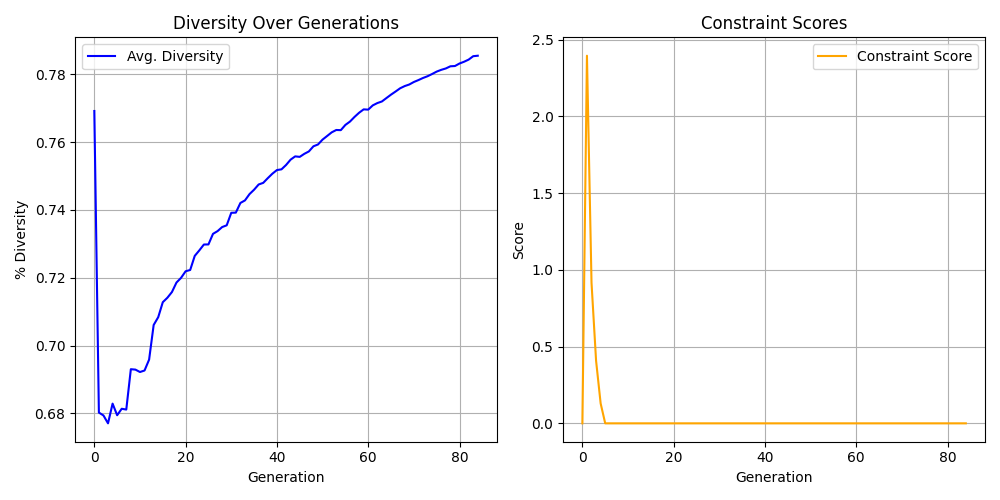 Diversity Over Generations
Avg. Diversity
% Diversity
0.78
0.76
0.74
0.72
0.70
0.68
0 20 40 60 80
Generation
Constraint Scores
Constraint Score
Score
2.5
2.0
1.5
1.0
0.5
0.0
0 20 40 60 80
Generation